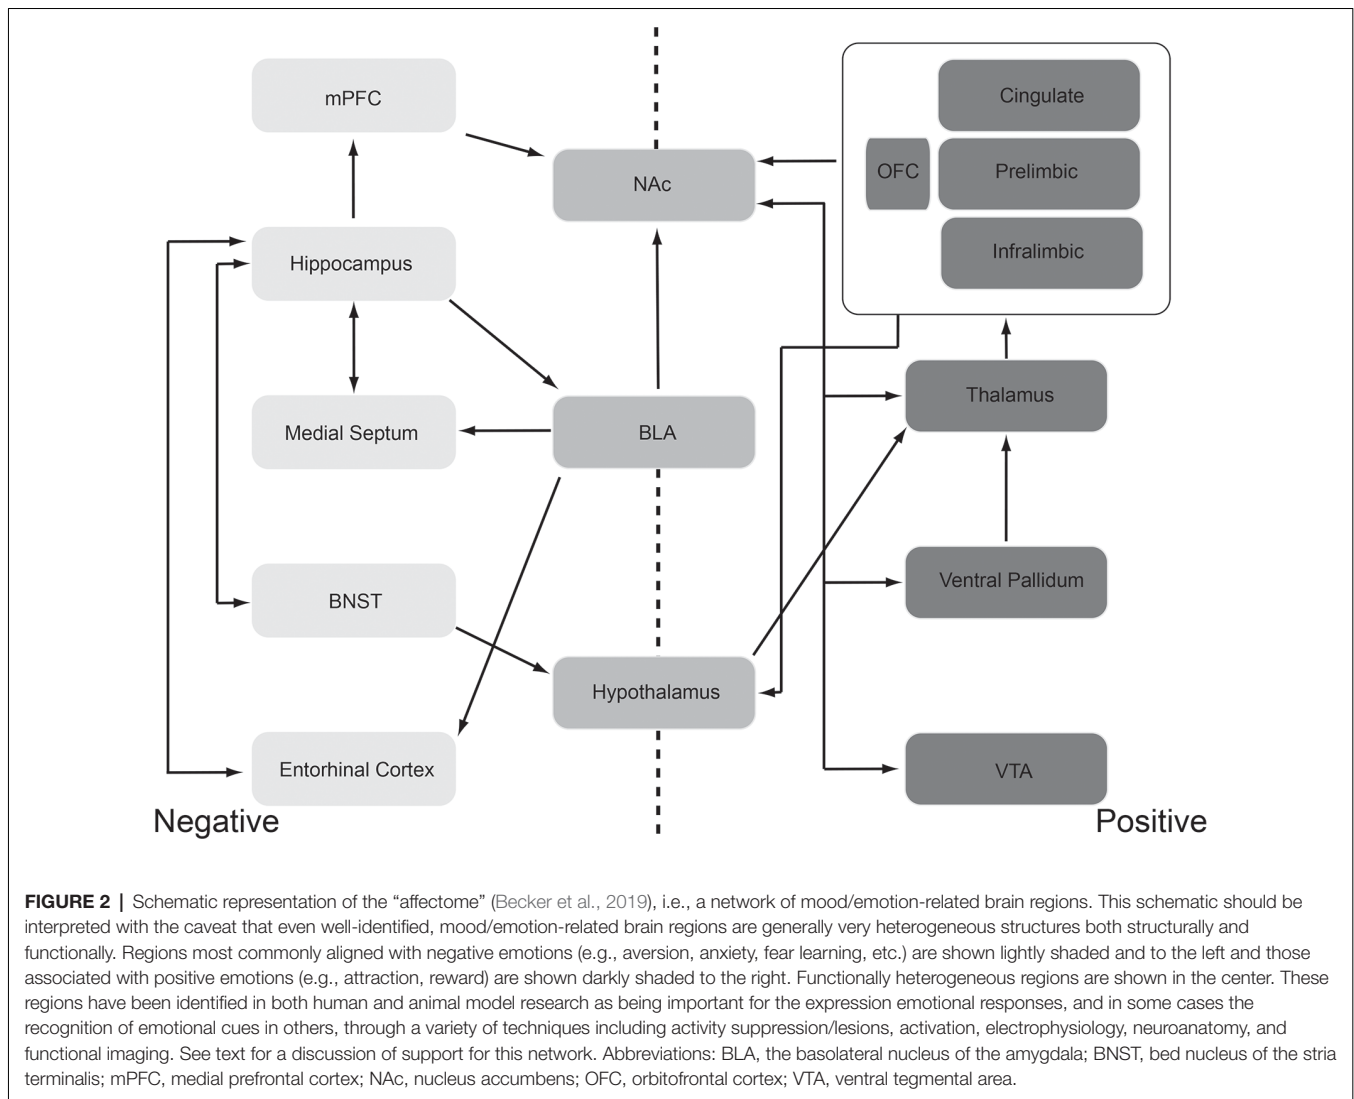 mPFC
Cingulate
NAc
OFC
Prelimbic
Hippocampus
Infralimbic
Thalamus
Medial Septum
BLA
BNST
Ventral Pallidum
Hypothalamus
Entorhinal Cortex
VTA
Negative
Positive
FIGURE 2 | Schematic representation of the “affectome” (Becker et al., 2019), i.e., a network of mood/emotion-related brain regions. This schematic should be
interpreted with the caveat that even well-identified, mood/emotion-related brain regions are generally very heterogeneous structures both structurally and
functionally. Regions most commonly aligned with negative emotions (e.g., aversion, anxiety, fear learning, etc.) are shown lightly shaded and to the left and those
associated with positive emotions (e.g., attraction, reward) are shown darkly shaded to the right. Functionally heterogeneous regions are shown in the center. These
regions have been identified in both human and animal model research as being important for the expression emotional responses, and in some cases the
recognition of emotional cues in others, through a variety of techniques including activity suppression/lesions, activation, electrophysiology, neuroanatomy, and
functional imaging. See text for a discussion of support for this network. Abbreviations: BLA, the basolateral nucleus of the amygdala; BNST, bed nucleus of the stria
terminalis; mPFC, medial prefrontal cortex; NAc, nucleus accumbens; OFC, orbitofrontal cortex; VTA, ventral tegmental area.